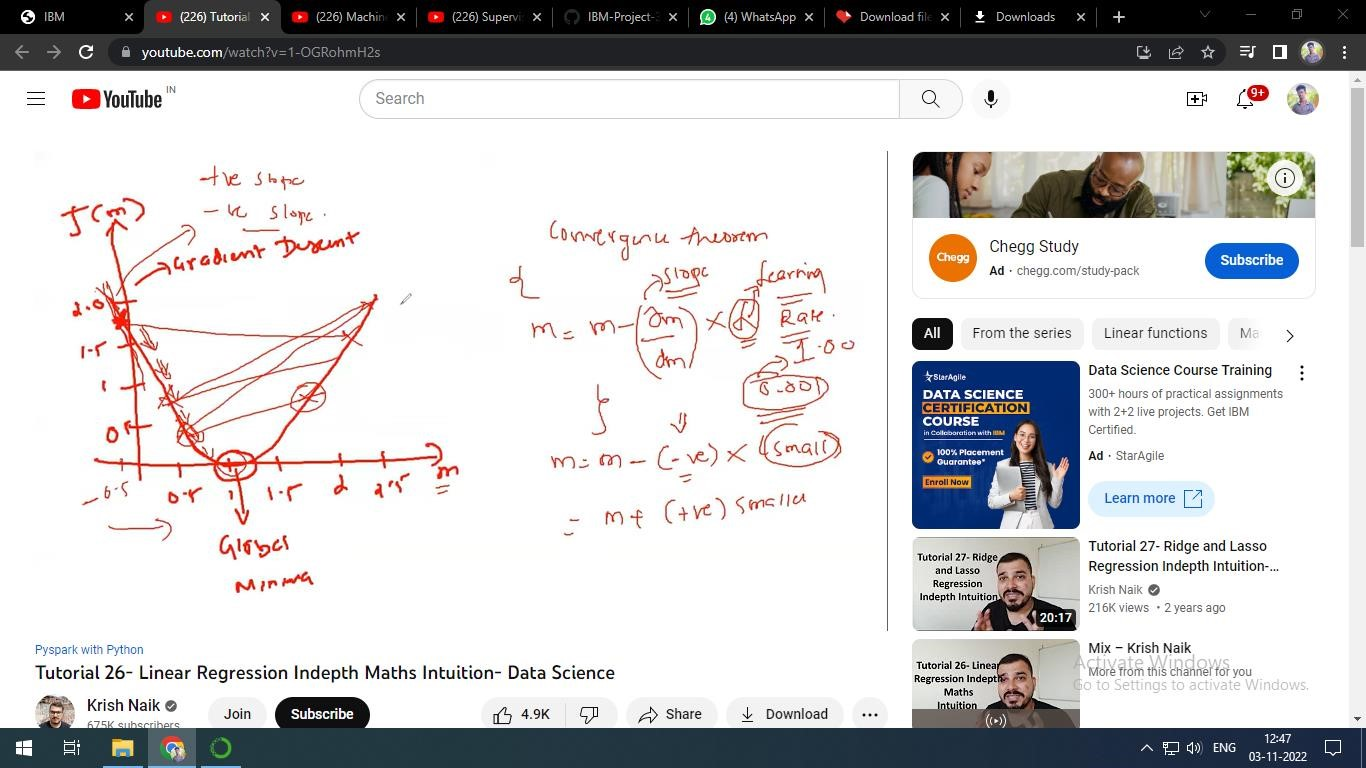 IBM
(226) Tutorial
(226) Machin
(226) Supervi
IBM-Project-
(4) WhatsApp
Download file
Downloads
youtube.com/watch?v=1-OGRohmH2s
YouTube IN
Search
9+
+ve slope
-ve slope.
J(m)
Gradient Descent
2.0
1.5
1
0.5
-0.5
0.5
1
1.5
2
2.5
m
Global
Minima
Convergence theorem
slope
Learning
Rate.
m = m - (∂m/∂m) × α
1.00
0.001
m = m - (-ve) × (small)
= m + (+ve) smaller
Chegg
Chegg Study
Ad · chegg.com/study-pack
Subscribe
All
From the series
Linear functions
Ma
StarAgile
DATA SCIENCE
CERTIFICATION
COURSE
in Collaboration with IBM
100% Placement
Guarantee*
Enroll Now
Data Science Course Training
300+ hours of practical assignments
with 2+2 live projects. Get IBM
Certified.
Ad · StarAgile
Learn more
Tutorial 27- Ridge
and Lasso
Regression
Indepth Intuition
20:17
Tutorial 27- Ridge and Lasso
Regression Indepth Intuition-...
Krish Naik
216K views · 2 years ago
Tutorial 26- Linea
Regression Indepth
Maths
Intuition
Mix – Krish Naik
More from this channel for you
Activate Windows
Go to Settings to activate Windows.
Pyspark with Python
Tutorial 26- Linear Regression Indepth Maths Intuition- Data Science
Krish Naik
675K subscribers
Join
Subscribe
4.9K
Share
Download
ENG
12:47
03-11-2022